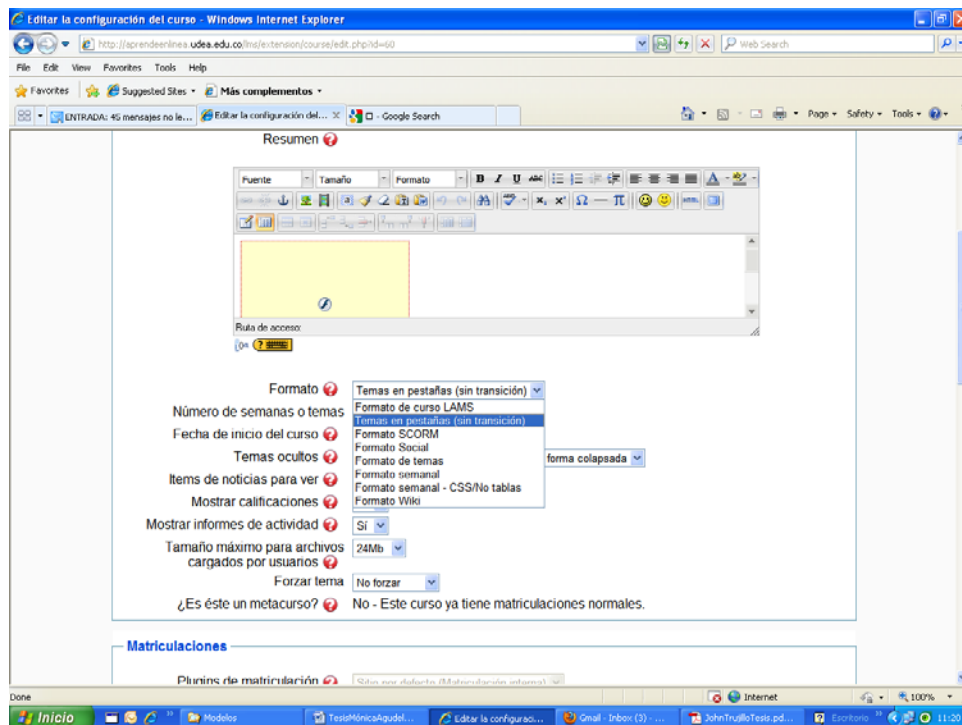 Editar la configuración del curso - Windows Internet Explorer
http://aprendeenlinea.udea.edu.co/lms/extension/course/edit.php?id=60
Web Search
File Edit View Favorites Tools Help
Favorites Suggested Sites Más complementos
ENTRADA: 45 mensajes no le... Editar la configuración del... - Google Search Page Safety Tools
Resumen
Fuente Tamaño Formato B I U ABC
Ruta de acceso:
Formato Temas en pestañas (sin transición)
Formato de curso LAMS
Número de semanas o temas Temas en pestañas (sin transición)
Fecha de inicio del curso Formato SCORM
Formato Social
Temas ocultos Formato de temas forma colapsada
Items de noticias para ver Formato semanal
Formato semanal - CSS/No tablas
Mostrar calificaciones Formato Wiki
Mostrar informes de actividad Sí
Tamaño máximo para archivos cargados por usuarios 24Mb
Forzar tema No forzar
¿Es éste un metacurso? No - Este curso ya tiene matriculaciones normales.
Matriculaciones
Plugins de matriculación Sitio por defecto (Matriculación interna)
Done Internet 100%
Inicio Modelos TesisMónicaAgudel... Editar la configuraci... Gmail - Inbox (3) - ... JohnTrujilloTesis.pd... Escritorio 11:20